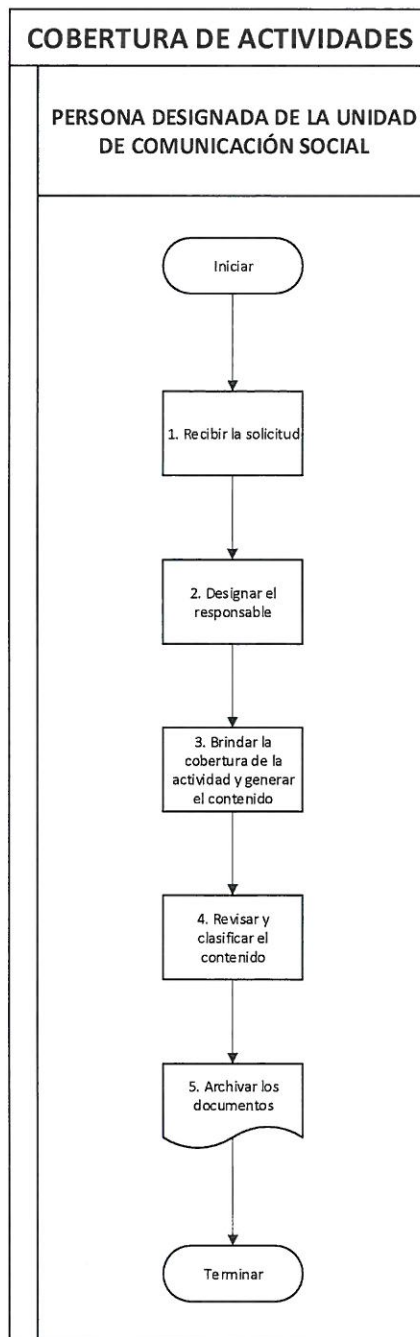 COBERTURA DE ACTIVIDADES
PERSONA DESIGNADA DE LA UNIDAD
DE COMUNICACIÓN SOCIAL
Iniciar
1. Recibir la solicitud
2. Designar el
responsable
3. Brindar la
cobertura de la
actividad y generar
el contenido
4. Revisar y
clasificar el
contenido
5. Archivar los
documentos
Terminar